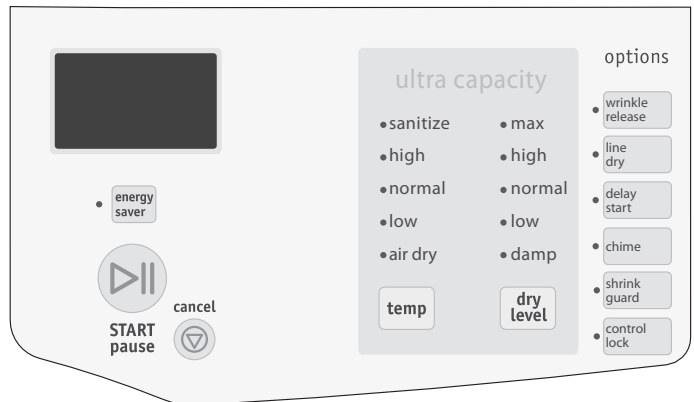 options
ultra capacity
sanitize
high
normal
low
air dry
temp
max
high
normal
low
damp
dry
level
wrinkle
release
line
dry
delay
start
chime
shrink
guard
control
lock
energy
saver
START
pause
cancel